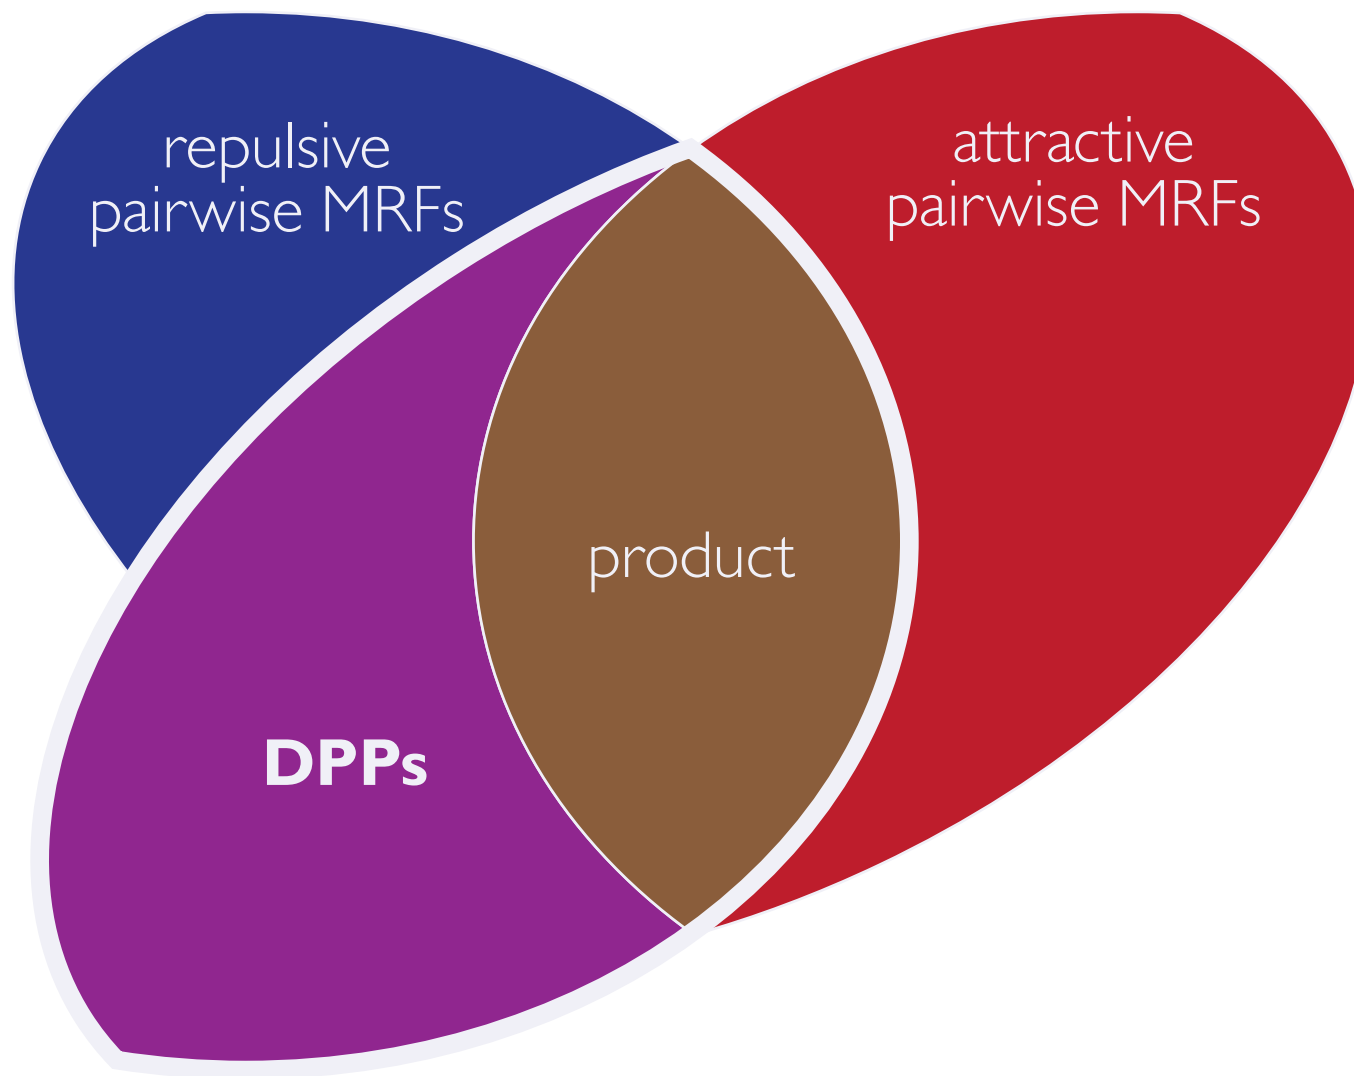 repulsive
pairwise MRFs
attractive
pairwise MRFs
product
DPPs